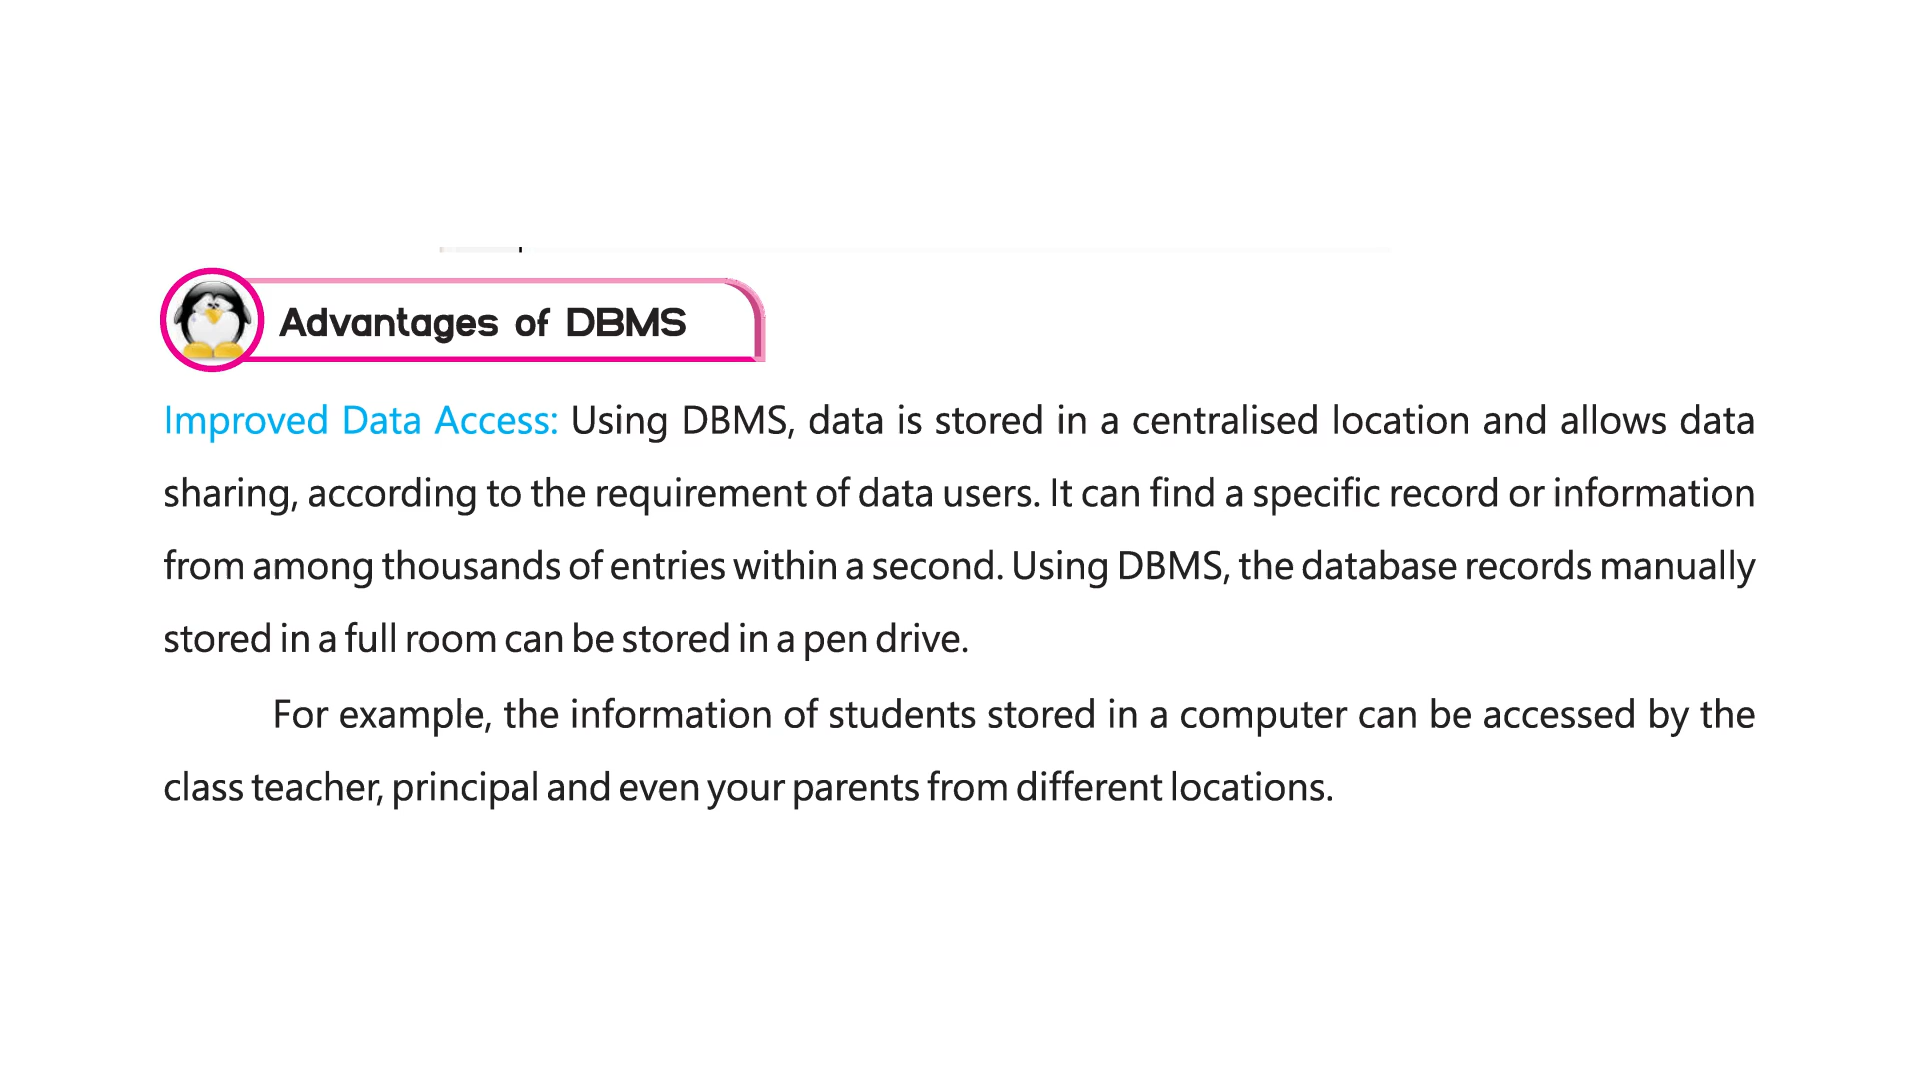 Advantages of DBMS
Improved Data Access: Using DBMS, data is stored in a centralised location and allows data
sharing, according to the requirement of data users. It can find a specific record or information
from among thousands of entries within a second. Using DBMS, the database records manually
stored in a full room can be stored in a pen drive.
For example, the information of students stored in a computer can be accessed by the
class teacher, principal and even your parents from different locations.